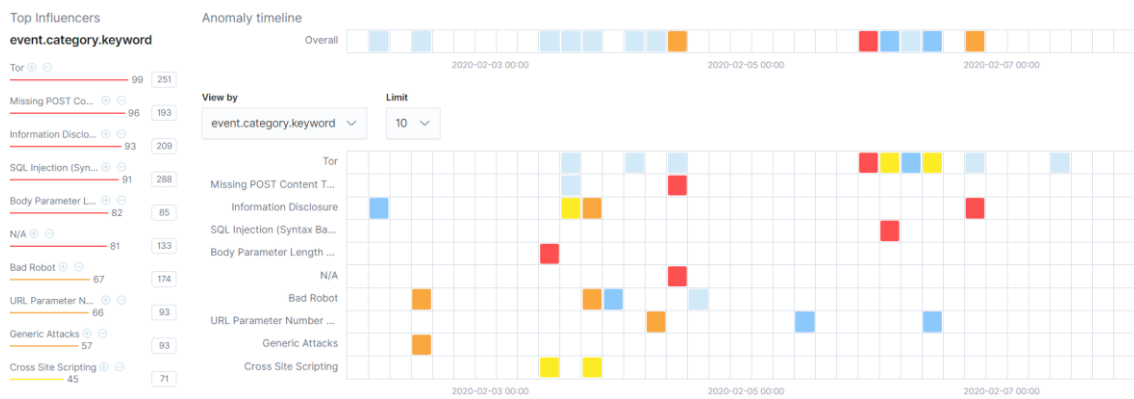 Top Influencers
event.category.keyword
Tor
99 251
Missing POST Co...
96 193
Information Disclo...
93 209
SQL Injection (Syn...
91 288
Body Parameter L...
82 85
N/A
81 133
Bad Robot
67 174
URL Parameter N...
66 93
Generic Attacks
57 93
Cross Site Scripting
45 71
Anomaly timeline
Overall
2020-02-03 00:00 2020-02-05 00:00 2020-02-07 00:00
View by Limit
event.category.keyword 10
Tor
Missing POST Content T...
Information Disclosure
SQL Injection (Syntax Ba...
Body Parameter Length ...
N/A
Bad Robot
URL Parameter Number ...
Generic Attacks
Cross Site Scripting
2020-02-03 00:00 2020-02-05 00:00 2020-02-07 00:00